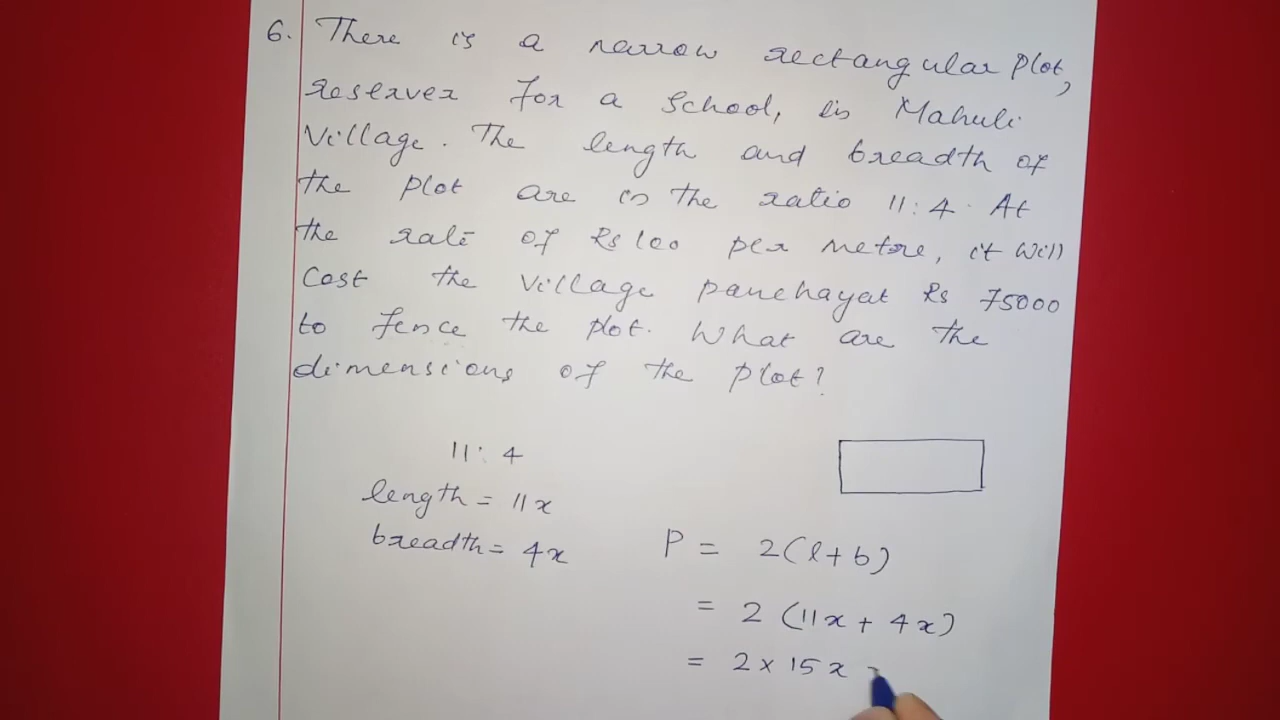 6. There is a narrow rectangular plot,
reserved for a school, in Mahuli
Village. The length and breadth of
the plot are in the ratio 11:4. At
the rate of Rs 100 per metre, it will
cost the village panchayat Rs 75000
to fence the plot. What are the
dimensions of the plot?
11:4
length = 11x
breadth = 4x
P = 2(l+b)
= 2 (11x + 4x)
= 2 x 15x